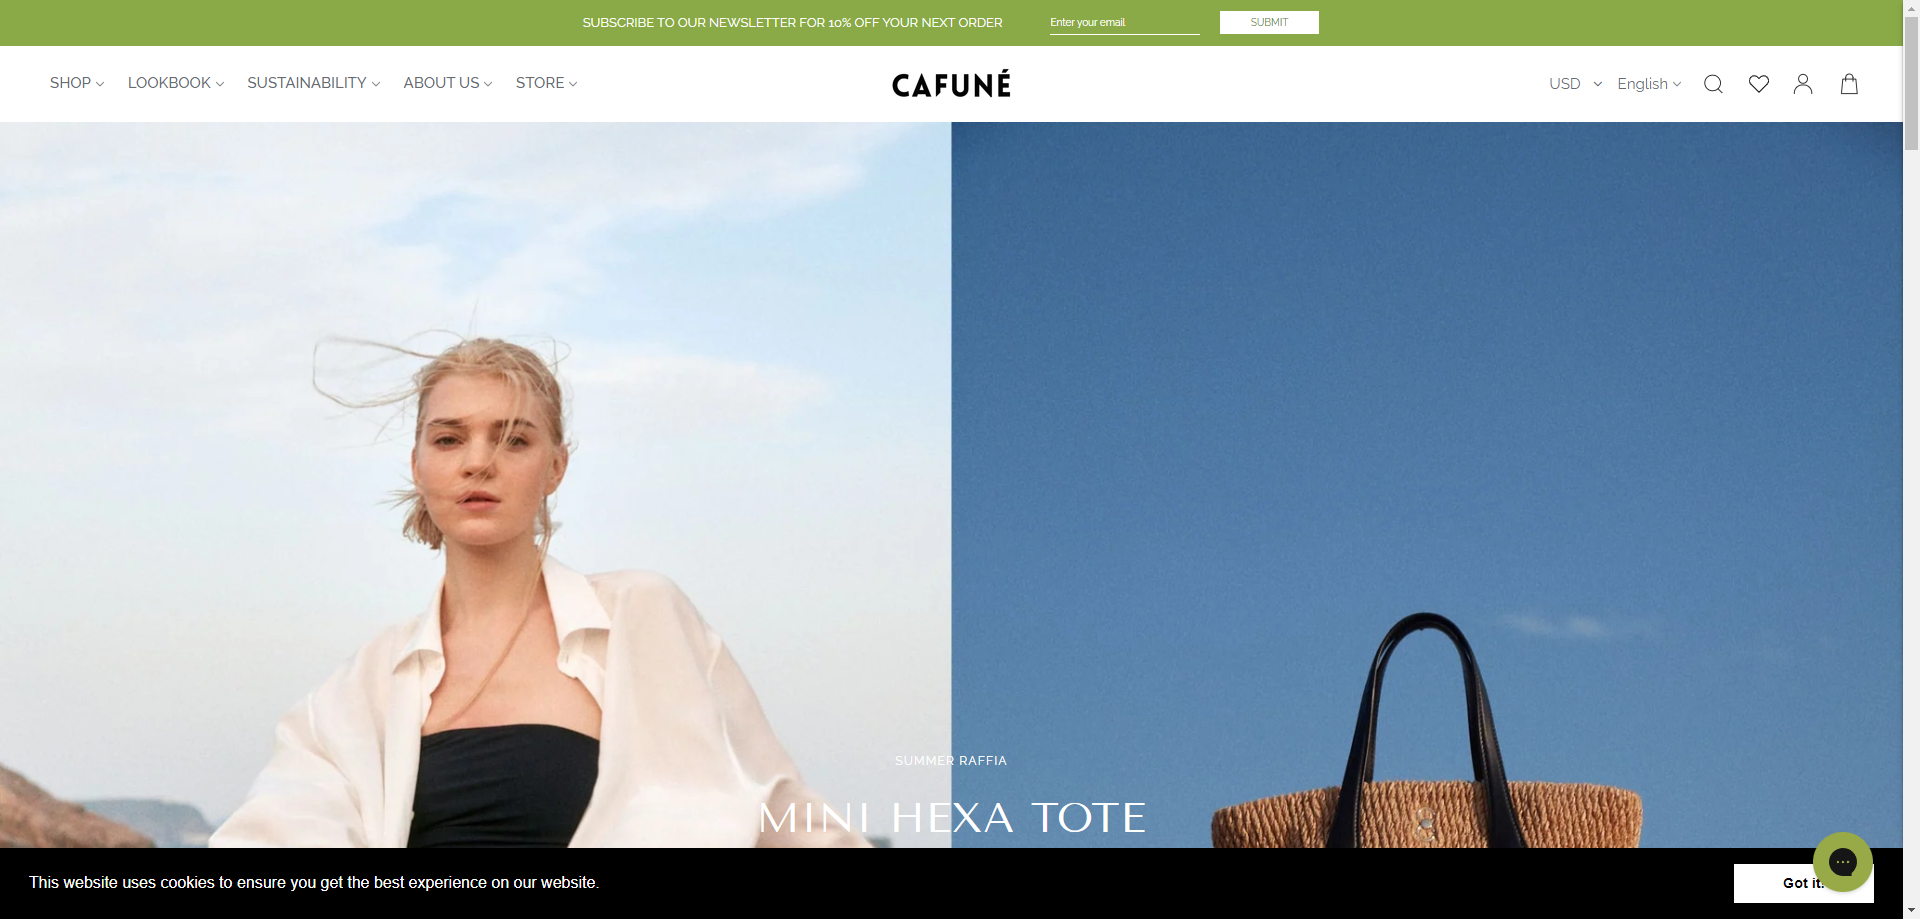 SUBSCRIBE TO OUR NEWSLETTER FOR 10% OFF YOUR NEXT ORDER
Enter your email
SUBMIT
SHOP
LOOKBOOK
SUSTAINABILITY
ABOUT US
STORE
CAFUNÉ
USD
English
SUMMER RAFFIA
MINI HEXA TOTE
This website uses cookies to ensure you get the best experience on our website.
Got it!